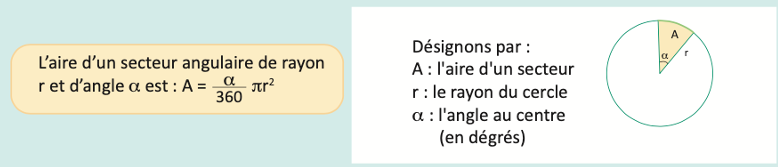 L'aire d'un secteur angulaire de rayon
r et d'angle α est : A = α/360 πr²
Désignons par :
A : l'aire d'un secteur
r : le rayon du cercle
α : l'angle au centre
(en dégrés)
A
α
r